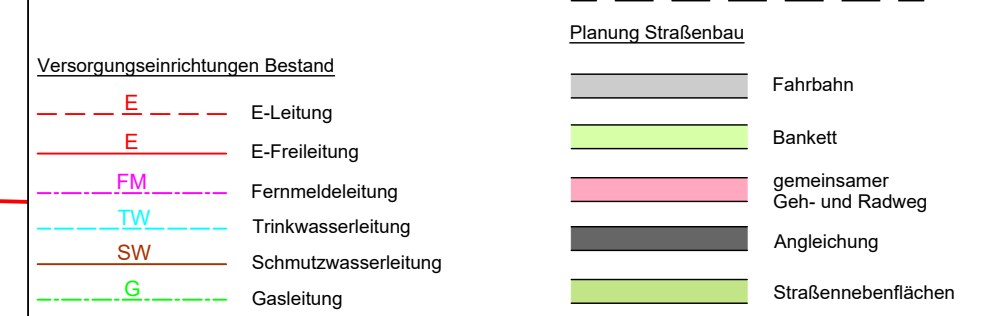 Versorgungseinrichtungen Bestand
E E-Leitung
E E-Freileitung
FM Fernmeldeleitung
TW Trinkwasserleitung
SW Schmutzwasserleitung
G Gasleitung
Planung Straßenbau
Fahrbahn
Bankett
gemeinsamer
Geh- und Radweg
Angleichung
Straßennebenflächen